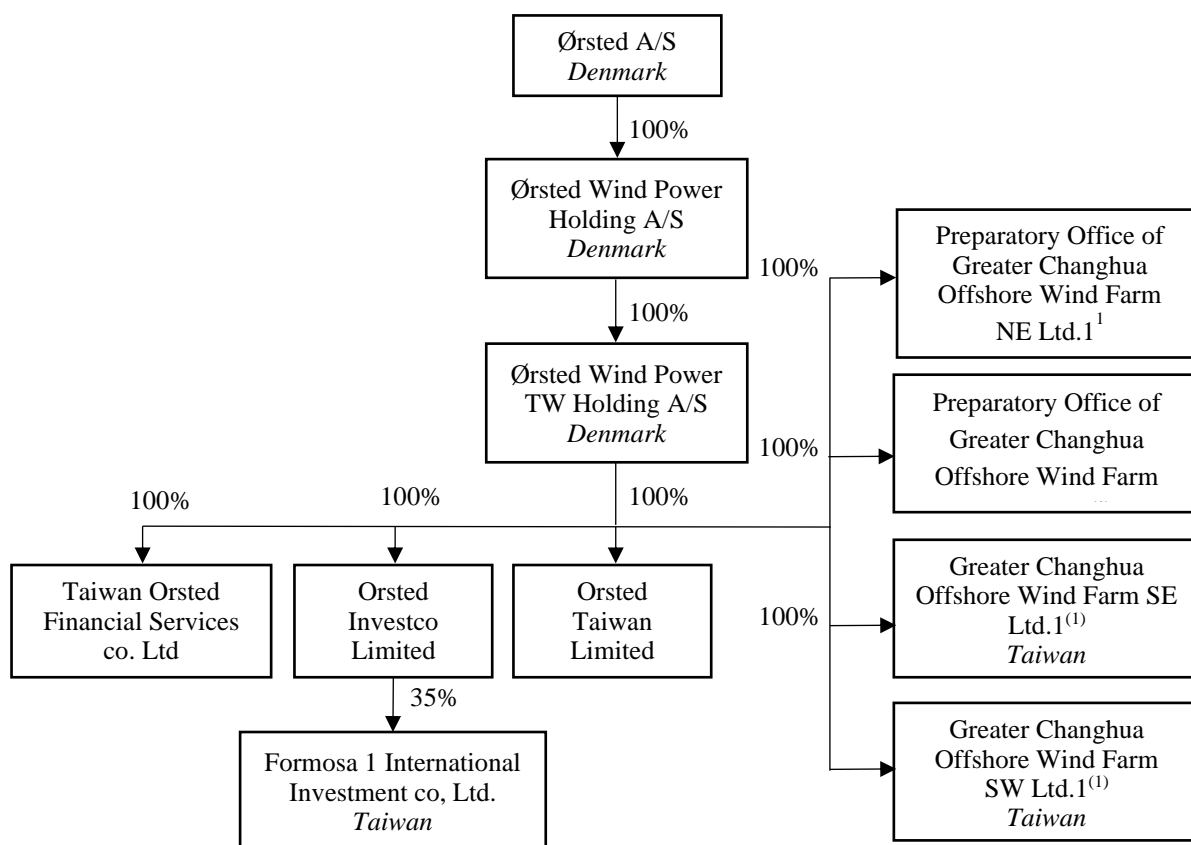 Ørsted A/S
Denmark
100%
Ørsted Wind Power
Holding A/S
Denmark
100%
Ørsted Wind Power
TW Holding A/S
Denmark
100%
100%
100%
Taiwan Orsted
Financial Services
co. Ltd
Orsted
Investco
Limited
Orsted
Taiwan
Limited
35%
Formosa 1 International
Investment co, Ltd.
Taiwan
100%
Preparatory Office of
Greater Changhua
Offshore Wind Farm
NE Ltd.1¹
100%
Preparatory Office of
Greater Changhua
Offshore Wind Farm
100%
Greater Changhua
Offshore Wind Farm SE
Ltd.1⁽¹⁾
Taiwan
Greater Changhua
Offshore Wind Farm
SW Ltd.1⁽¹⁾
Taiwan